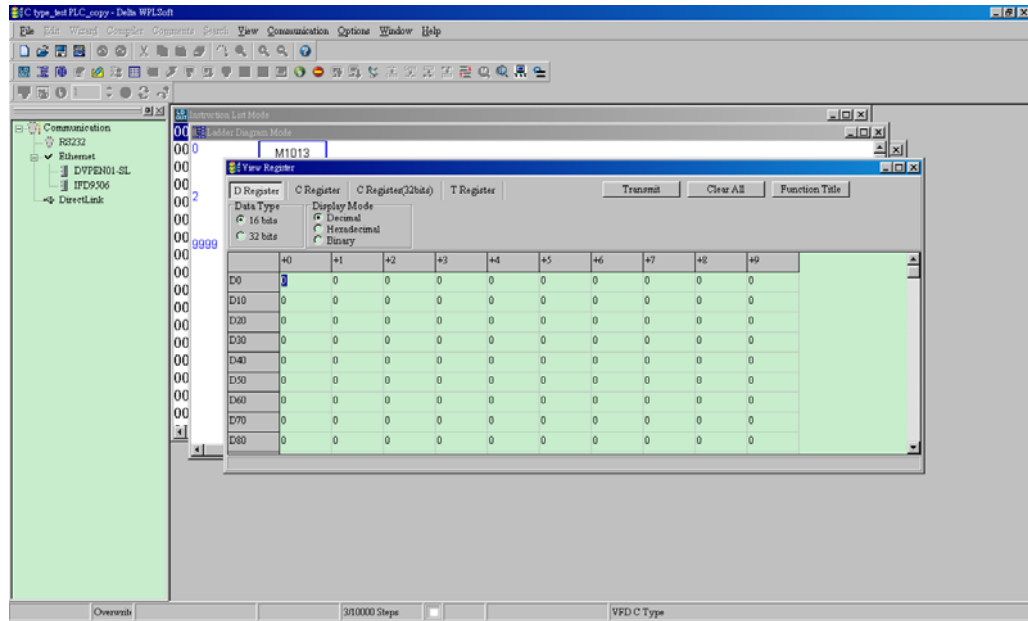 C type_test PLC_copy - Delta WPLSoft
File Edit Wizard Compiler Comments Search View Communication Options Window Help
Communication
RS232
Ethernet
DVPEN01-SL
IFD9506
DirectLink
Instruction List Mode
Ladder Diagram Mode
0
M1013
2
9999
View Register
D Register C Register C Register(32bits) T Register Transmit Clear All Function Title
Data Type Display Mode
16 bits Decimal
32 bits Hexadecimal
Binary
+0 +1 +2 +3 +4 +5 +6 +7 +8 +9
D0 0 0 0 0 0 0 0 0 0 0
D10 0 0 0 0 0 0 0 0 0 0
D20 0 0 0 0 0 0 0 0 0 0
D30 0 0 0 0 0 0 0 0 0 0
D40 0 0 0 0 0 0 0 0 0 0
D50 0 0 0 0 0 0 0 0 0 0
D60 0 0 0 0 0 0 0 0 0 0
D70 0 0 0 0 0 0 0 0 0 0
D80 0 0 0 0 0 0 0 0 0 0
Overwrite 3/10000 Steps VFD C Type